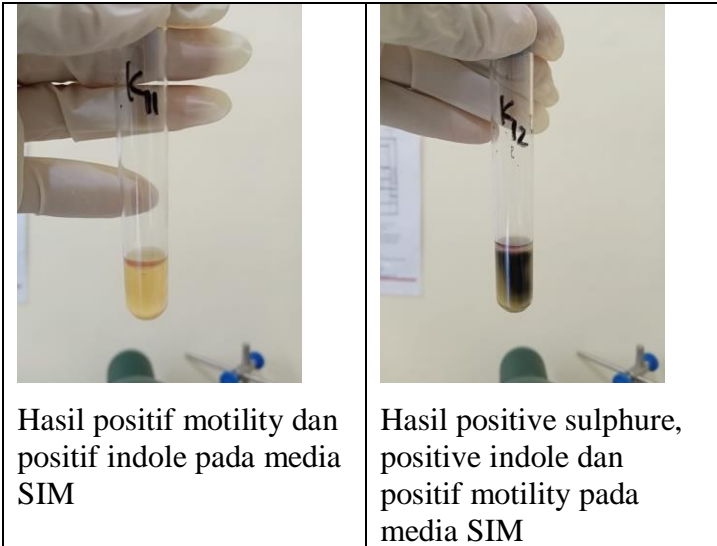 K11
K12
Hasil positif motility dan
positif indole pada media
SIM
Hasil positive sulphure,
positive indole dan
positif motility pada
media SIM